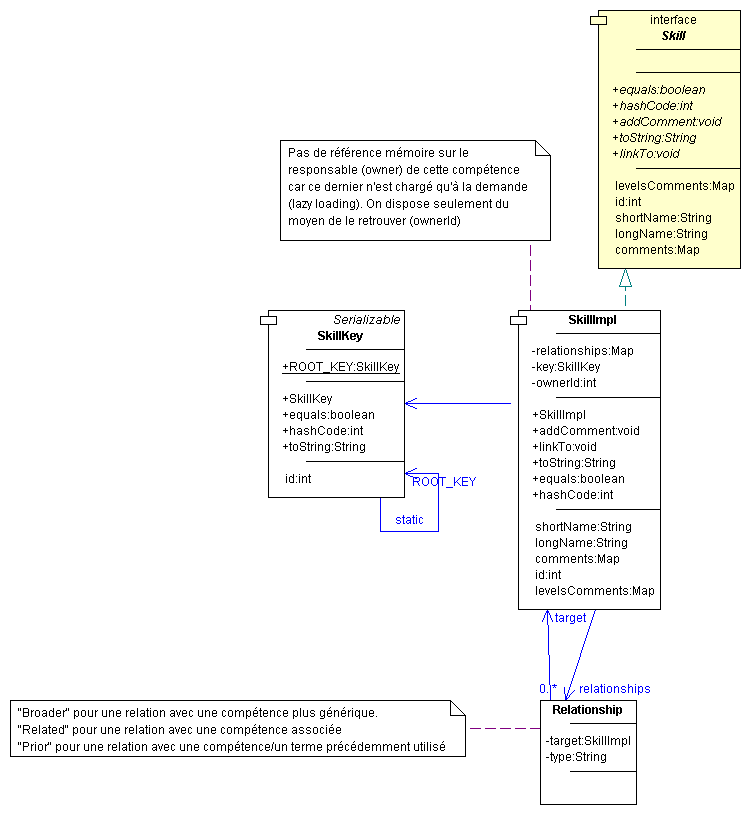 interface
Skill
+equals:boolean
+hashCode:int
+addComment:void
+toString:String
+linkTo:void
levelsComments:Map
id:int
shortName:String
longName:String
comments:Map
Pas de référence mémoire sur le
responsable (owner) de cette compétence
car ce dernier n'est chargé qu'à la demande
(lazy loading). On dispose seulement du
moyen de le retrouver (ownerId)
Serializable
SkillKey
+ROOT_KEY:SkillKey
+SkillKey
+equals:boolean
+hashCode:int
+toString:String
id:int
ROOT_KEY
static
SkillImpl
-relationships:Map
-key:SkillKey
-ownerId:int
+SkillImpl
+addComment:void
+linkTo:void
+toString:String
+equals:boolean
+hashCode:int
shortName:String
longName:String
comments:Map
id:int
levelsComments:Map
target
0..*
relationships
"Broader" pour une relation avec une compétence plus générique.
"Related" pour une relation avec une compétence associée
"Prior" pour une relation avec une compétence/un terme précédemment utilisé
Relationship
-target:SkillImpl
-type:String